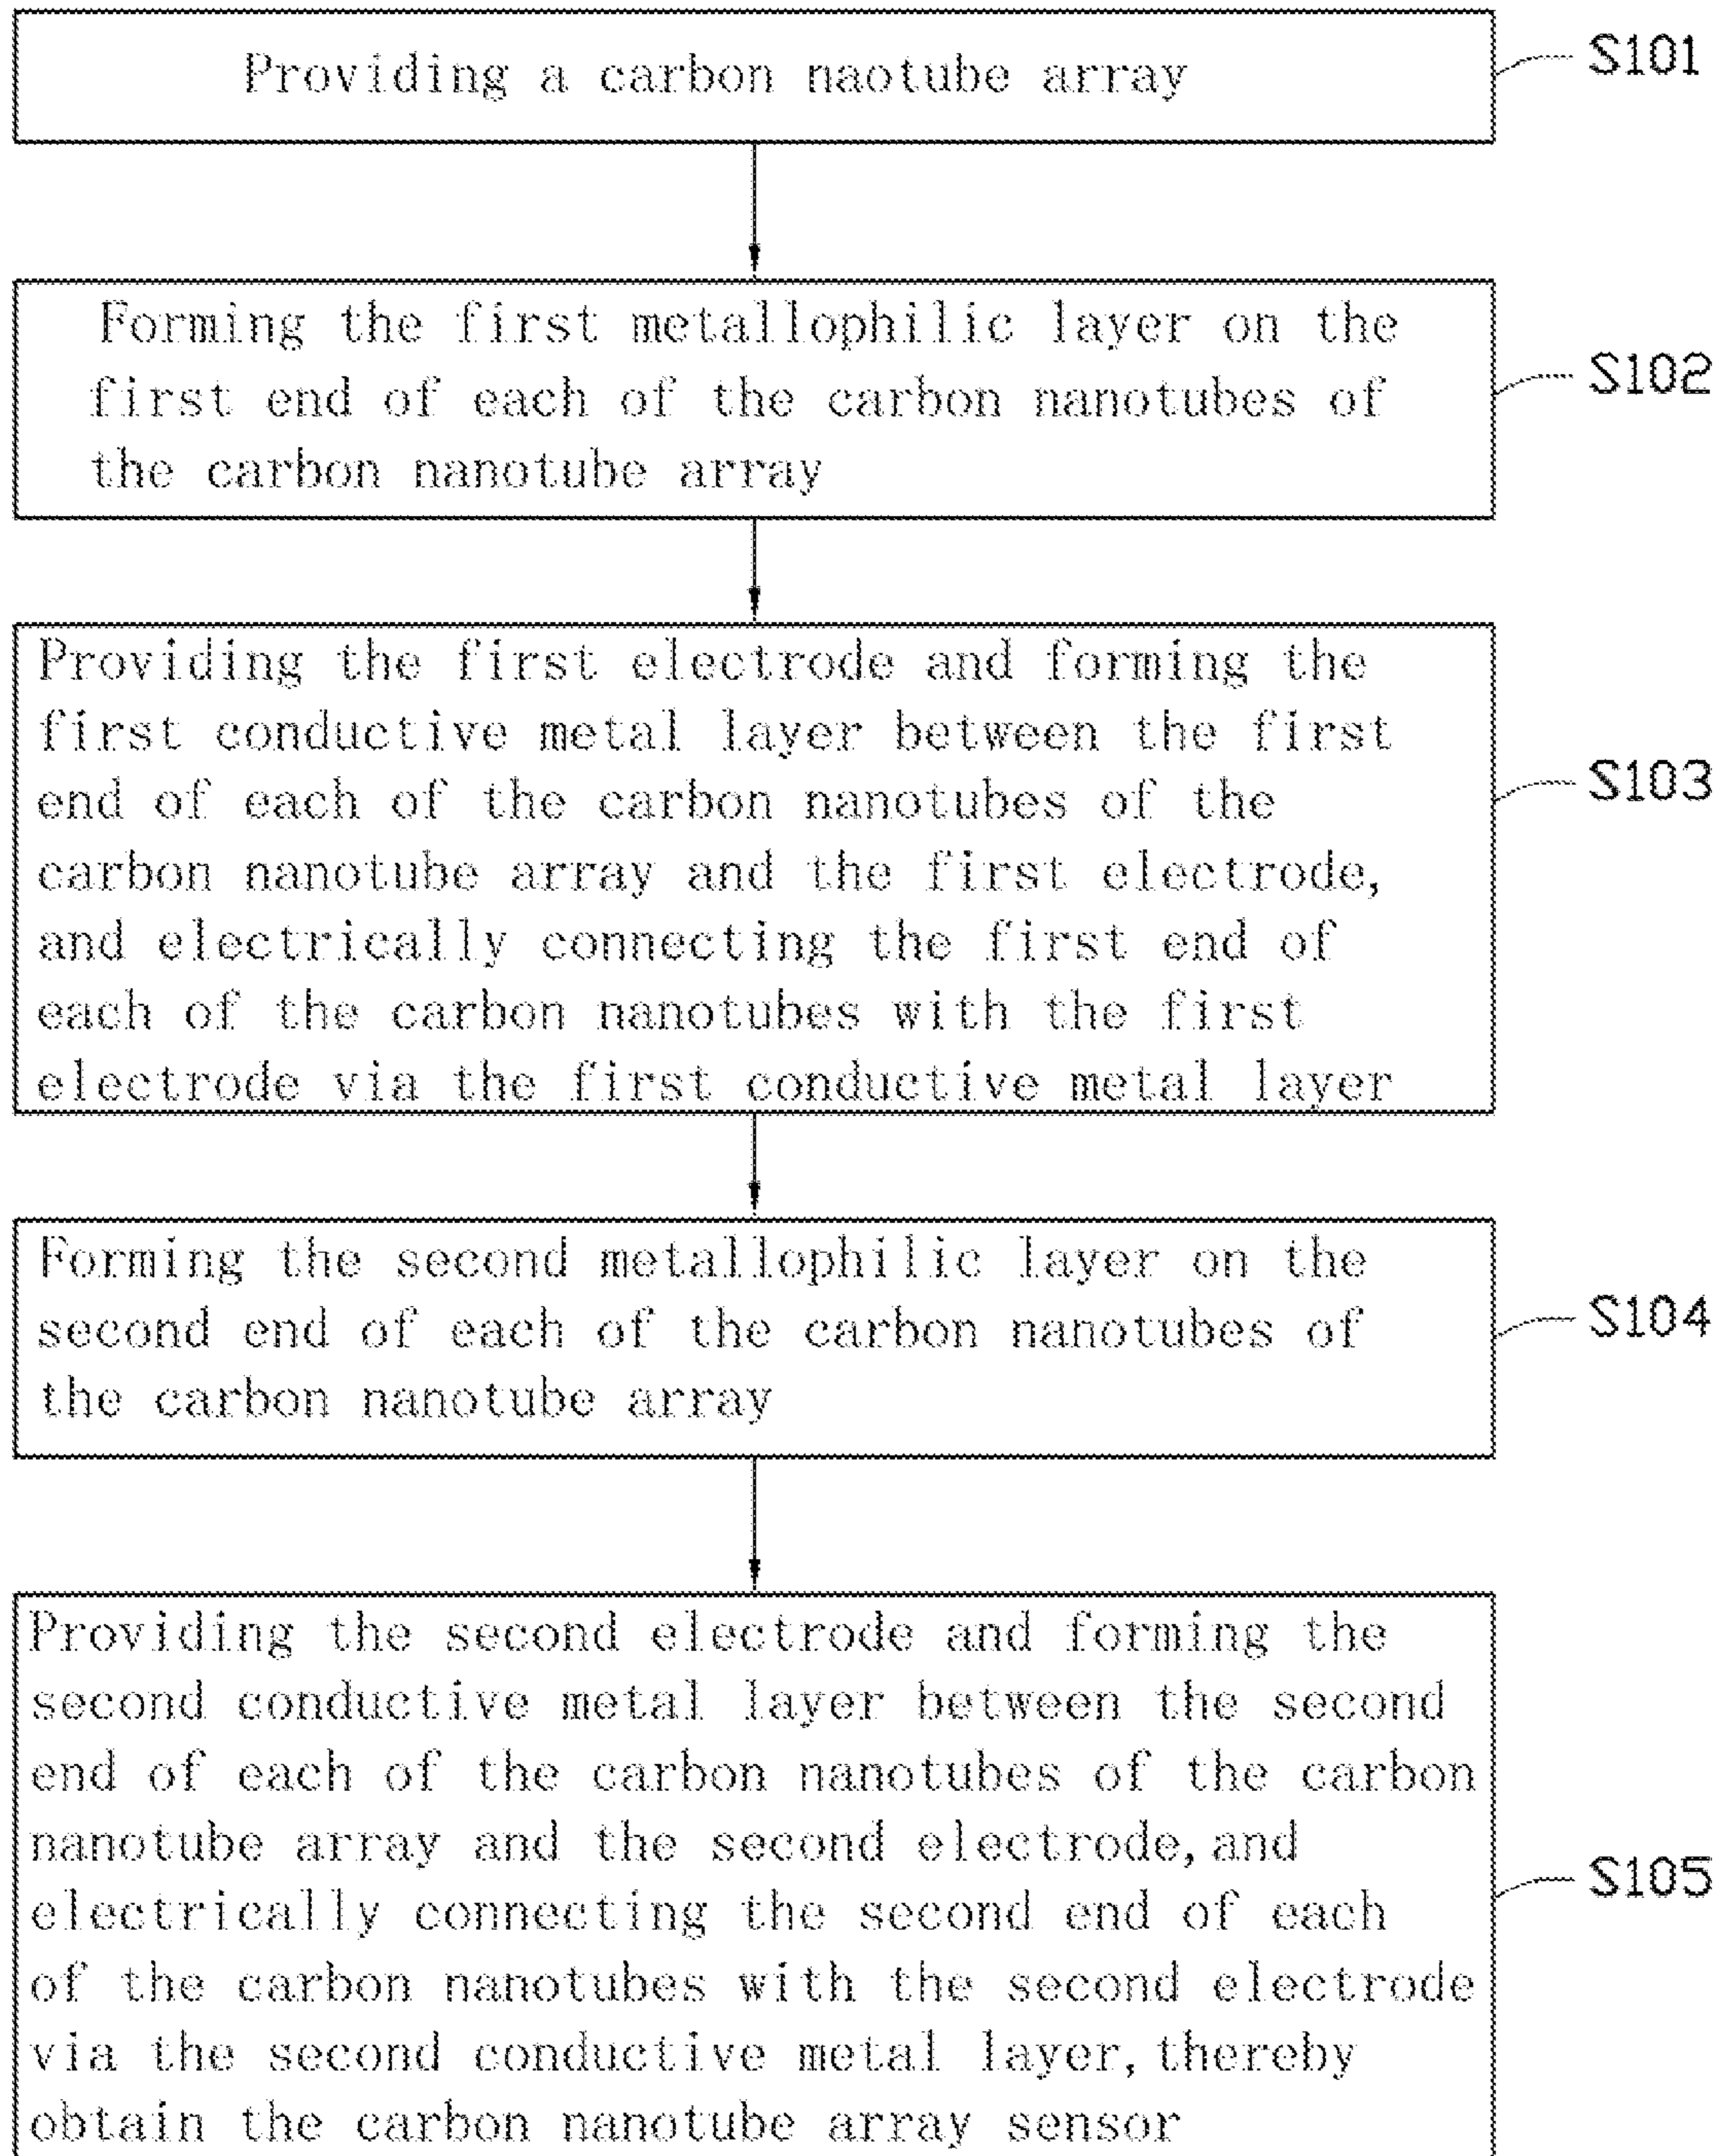 Providing a carbon naotube array
S101
Forming the first metallophilic layer on the
first end of each of the carbon nanotubes of
the carbon nanotube array
S102
Providing the first electrode and forming the
first conductive metal layer between the first
end of each of the carbon nanotubes of the
carbon nanotube array and the first electrode,
and electrically connecting the first end of
each of the carbon nanotubes with the first
electrode via the first conductive metal layer
S103
Forming the second metallophilic layer on the
second end of each of the carbon nanotubes of
the carbon nanotube array
S104
Providing the second electrode and forming the
second conductive metal layer between the second
end of each of the carbon nanotubes of the carbon
nanotube array and the second electrode, and
electrically connecting the second end of each
of the carbon nanotubes with the second electrode
via the second conductive metal layer, thereby
obtain the carbon nanotube array sensor
S105